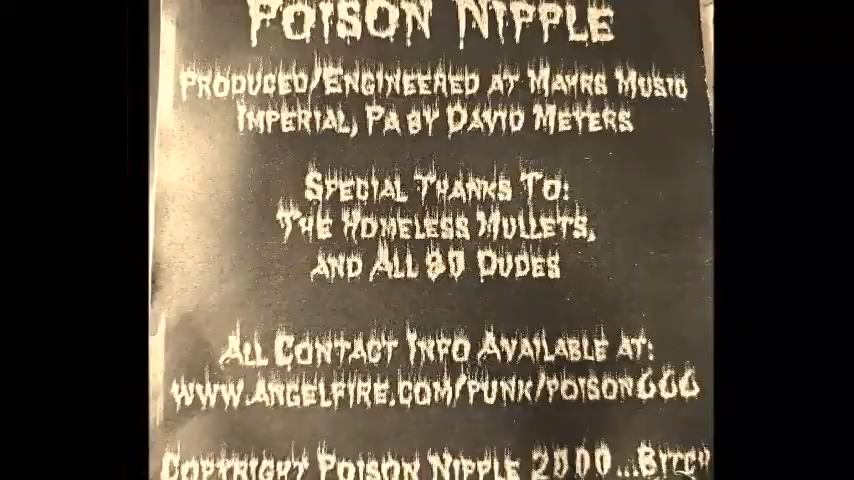 POISON NIPPLE
PRODUCED/ENGINEERED AT MAYRS MUSIC
IMPERIAL, PA BY DAVID MEYERS
SPECIAL THANKS TO:
THE HOMELESS MULLETS,
AND ALL 90 DUDES
ALL CONTACT INFO AVAILABLE AT:
WWW.ANGELFIRE.COM/PUNK/POISON666
COPYRIGHT POISON NIPPLE 2000...BITCH